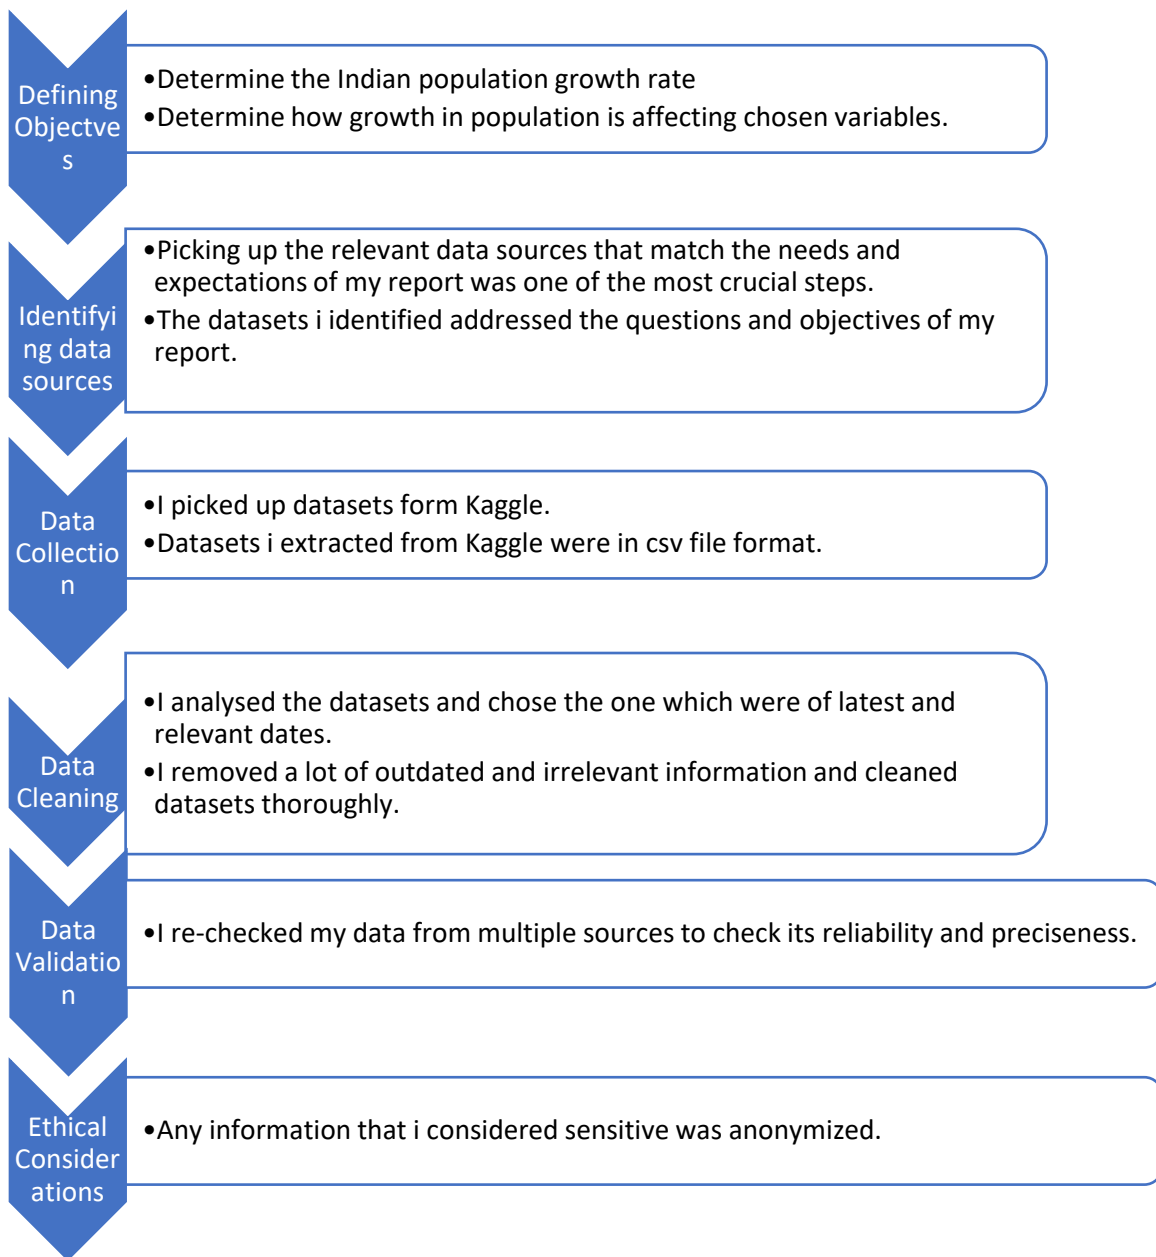 Defining
Objectve
s
•Determine the Indian population growth rate
•Determine how growth in population is affecting chosen variables.
Identifyi
ng data
sources
•Picking up the relevant data sources that match the needs and
expectations of my report was one of the most crucial steps.
•The datasets i identified addressed the questions and objectives of my
report.
Data
Collectio
n
•I picked up datasets form Kaggle.
•Datasets i extracted from Kaggle were in csv file format.
Data
Cleaning
•I analysed the datasets and chose the one which were of latest and
relevant dates.
•I removed a lot of outdated and irrelevant information and cleaned
datasets thoroughly.
Data
Validatio
n
•I re-checked my data from multiple sources to check its reliability and preciseness.
Ethical
Consider
ations
•Any information that i considered sensitive was anonymized.